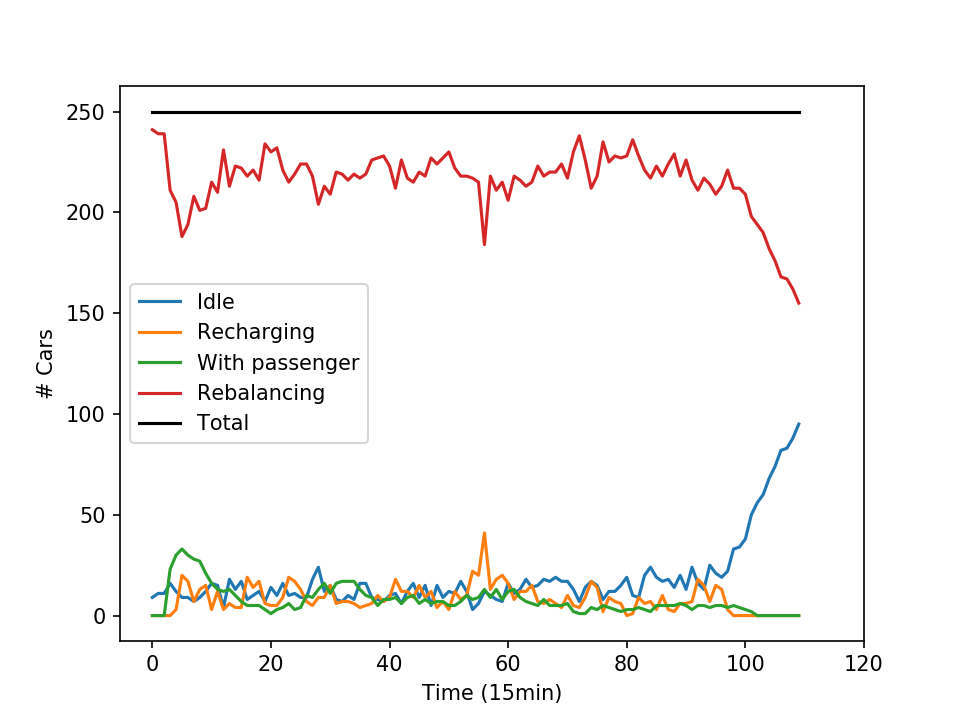 250
200
150
100
50
0
# Cars
Idle
Recharging
With passenger
Rebalancing
Total
0 20 40 60 80 100 120
Time (15min)